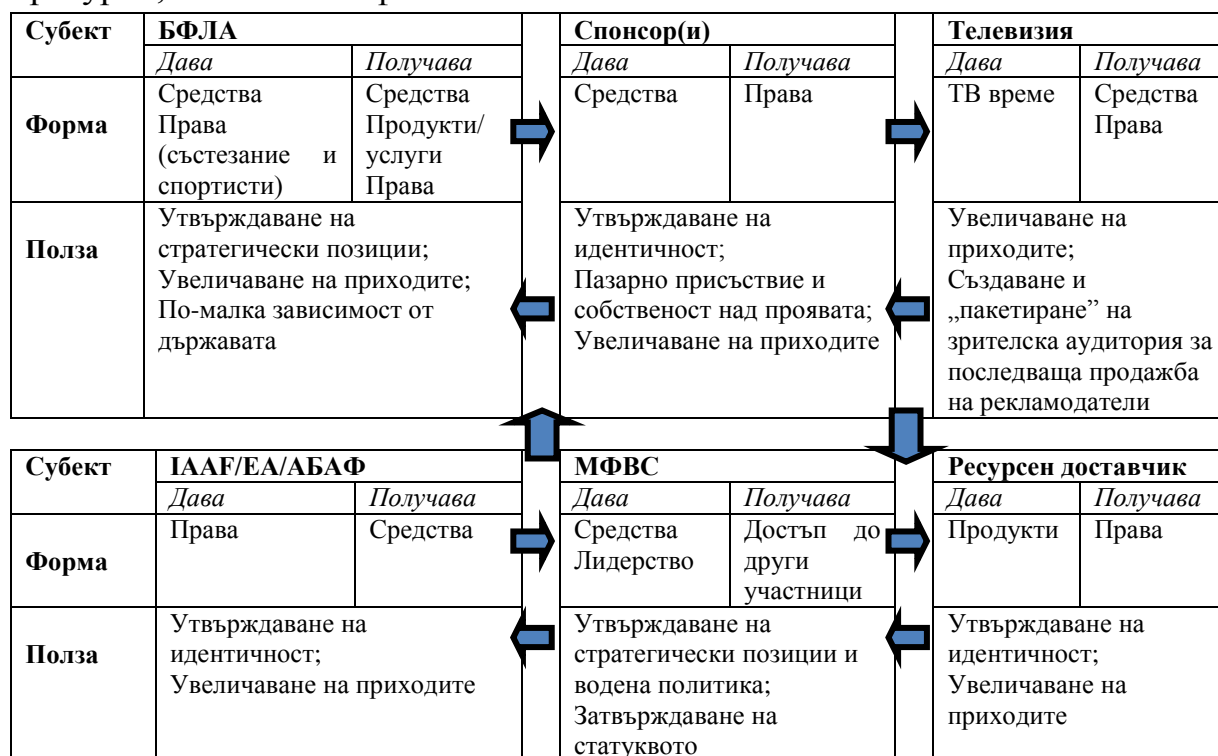 Субект БФЛА Спонсор(и) Телевизия
Дава Получава Дава Получава Дава Получава
Форма
Средства
Права
(състезание и
спортисти)
Средства
Продукти/
услуги
Права
Средства
Права
ТВ време
Средства
Права
Полза
Утвърждаване на
стратегически позиции;
Увеличаване на приходите;
По-малка зависимост от
държавата
Утвърждаване на
идентичност;
Пазарно присъствие и
собственост над проявата;
Увеличаване на приходите
Увеличаване на
приходите;
Създаване и
„пакетиране” на
зрителска аудитория за
последваща продажба
на рекламодатели
Субект IAAF/EA/АБАФ МФВС Ресурсен доставчик
Дава Получава Дава Получава Дава Получава
Форма
Права
Средства
Средства
Лидерство
Достъп до
други
участници
Продукти
Права
Полза
Утвърждаване на
идентичност;
Увеличаване на приходите
Утвърждаване на
стратегически позиции и
водена политика;
Затвърждаване на
статуквото
Утвърждаване на
идентичност;
Увеличаване на
приходите